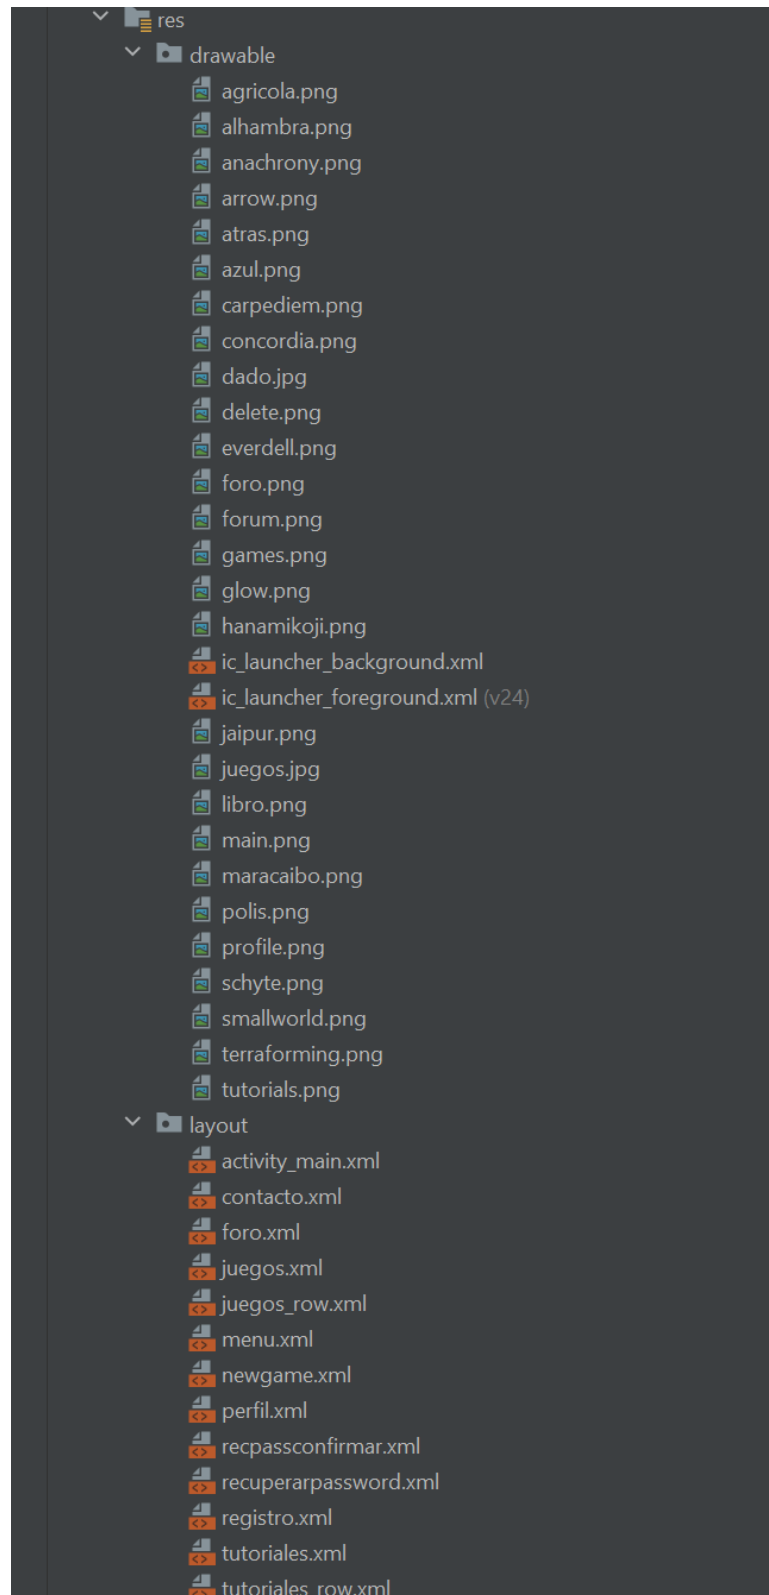 res
drawable
agricola.png
alhambra.png
anachrony.png
arrow.png
atras.png
azul.png
carpediem.png
concordia.png
dado.jpg
delete.png
everdell.png
foro.png
forum.png
games.png
glow.png
hanamikoji.png
ic_launcher_background.xml
ic_launcher_foreground.xml (v24)
jaipur.png
juegos.jpg
libro.png
main.png
maracaibo.png
polis.png
profile.png
schyte.png
smallworld.png
terraforming.png
tutorials.png
layout
activity_main.xml
contacto.xml
foro.xml
juegos.xml
juegos_row.xml
menu.xml
newgame.xml
perfil.xml
recpassconfirmar.xml
recuperarpassword.xml
registro.xml
tutoriales.xml
tutoriales_row.xml